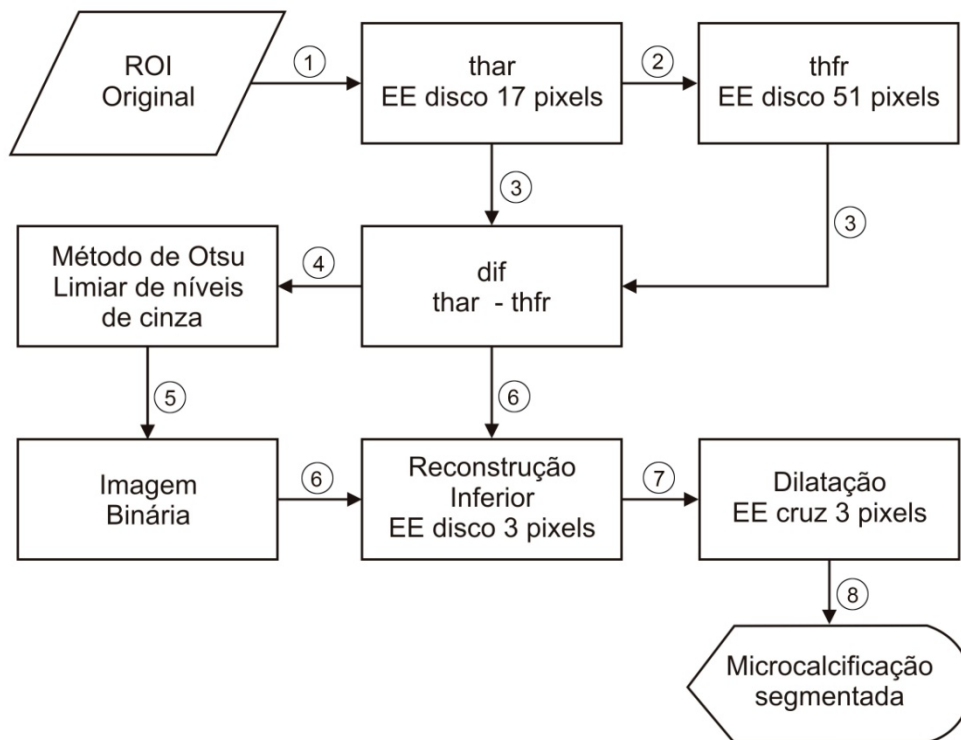 ROI
Original
1
thar
EE disco 17 pixels
2
thfr
EE disco 51 pixels
3
3
dif
thar - thfr
4
Método de Otsu
Limiar de níveis
de cinza
5
6
Imagem
Binária
6
Reconstrução
Inferior
EE disco 3 pixels
7
Dilatação
EE cruz 3 pixels
8
Microcalcificação
segmentada